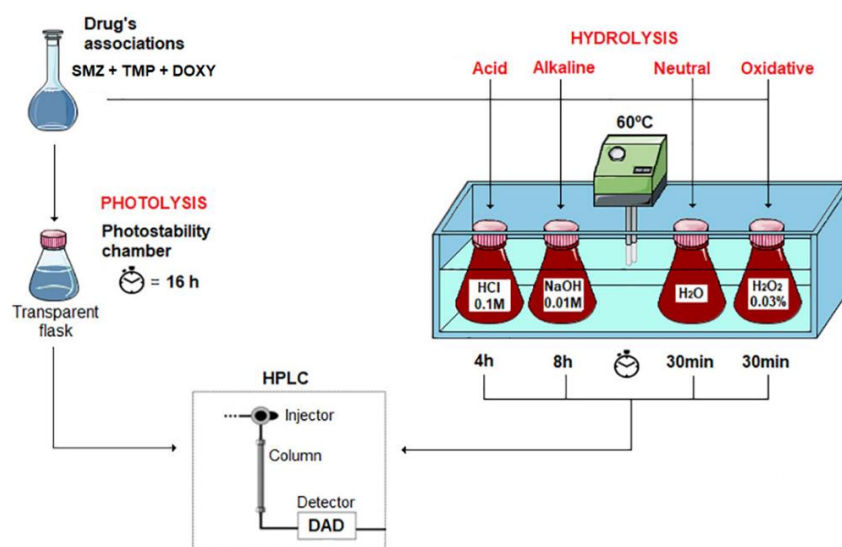 Drug's
associations
SMZ + TMP + DOXY
HYDROLYSIS
Acid Alkaline Neutral Oxidative
60ºC
PHOTOLYSIS
Photostability
chamber
= 16 h
Transparent
flask
HCl
0.1M
NaOH
0.01M
H₂O
H₂O₂
0.03%
4h 8h 30min 30min
HPLC
Injector
Column
Detector
DAD